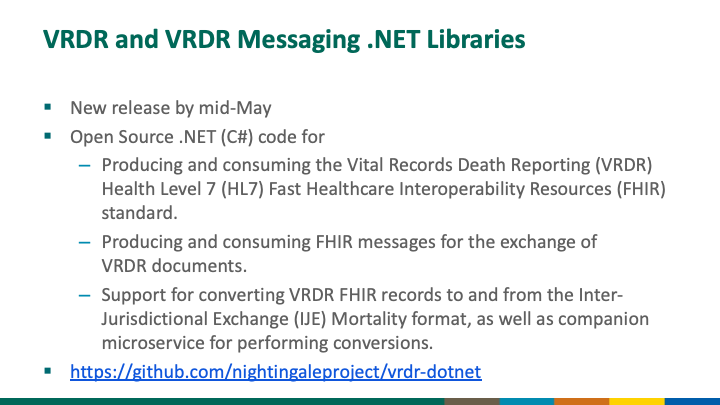 VRDR and VRDR Messaging .NET Libraries
▪ New release by mid-May
▪ Open Source .NET (C#) code for
– Producing and consuming the Vital Records Death Reporting (VRDR)
Health Level 7 (HL7) Fast Healthcare Interoperability Resources (FHIR)
standard.
– Producing and consuming FHIR messages for the exchange of
VRDR documents.
– Support for converting VRDR FHIR records to and from the Inter-
Jurisdictional Exchange (IJE) Mortality format, as well as companion
microservice for performing conversions.
▪ https://github.com/nightingaleproject/vrdr-dotnet